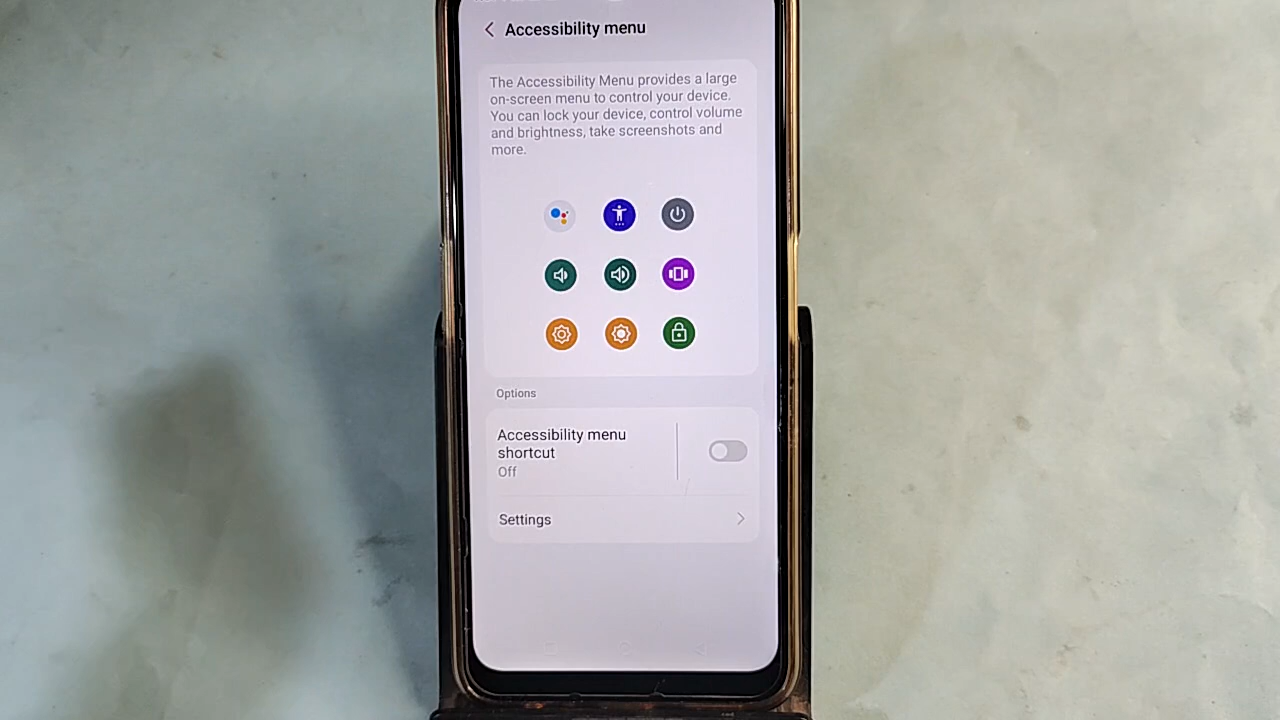 Accessibility menu
The Accessibility Menu provides a large
on-screen menu to control your device.
You can lock your device, control volume
and brightness, take screenshots and
more.
Options
Accessibility menu
shortcut
Off
Settings